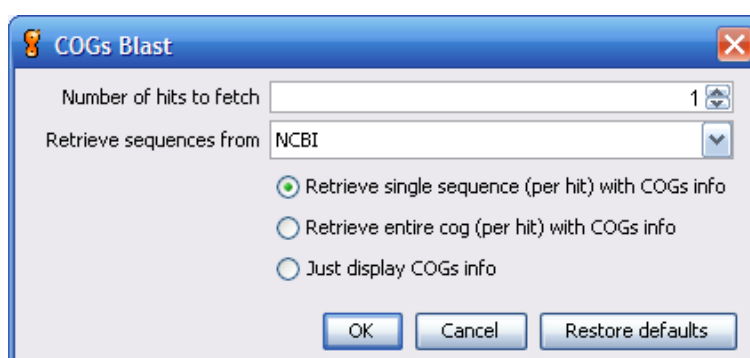 COGs Blast
Number of hits to fetch 1
Retrieve sequences from NCBI
Retrieve single sequence (per hit) with COGs info
Retrieve entire cog (per hit) with COGs info
Just display COGs info
OK Cancel Restore defaults